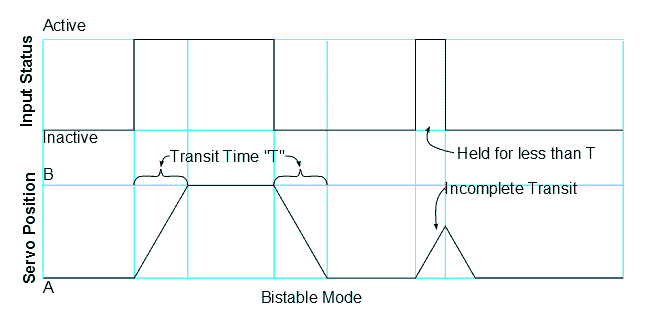 Active
Input Status
Inactive
Transit Time "T"
Held for less than T
B
Incomplete Transit
Servo Position
A
Bistable Mode